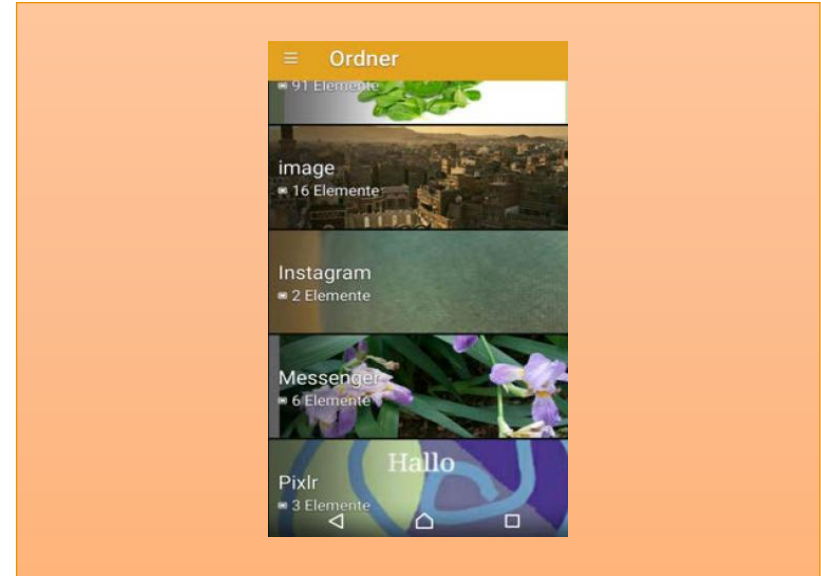 Ordner
91 Elemente
image
16 Elemente
Instagram
2 Elemente
Messenger
6 Elemente
Hallo
Pixlr
3 Elemente